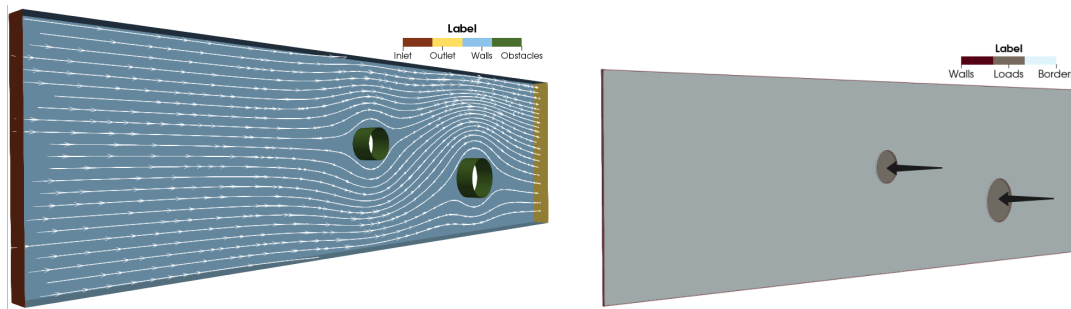 Label
Inlet Outlet Walls Obstacles
Label
Walls Loads Border